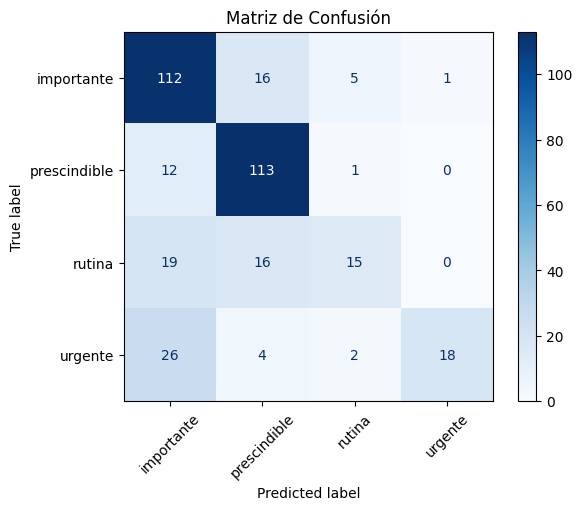 Matriz de Confusión
True label
importante 112 16 5 1
prescindible 12 113 1 0
rutina 19 16 15 0
urgente 26 4 2 18
importante prescindible rutina urgente
Predicted label
100
80
60
40
20
0